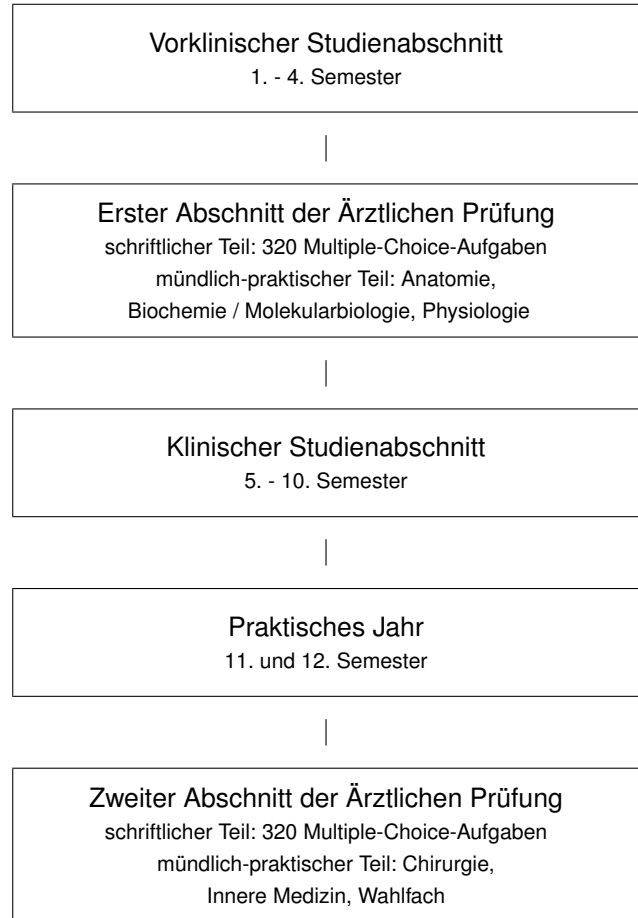 Vorklinischer Studienabschnitt
1. - 4. Semester
Erster Abschnitt der Ärztlichen Prüfung
schriftlicher Teil: 320 Multiple-Choice-Aufgaben
mündlich-praktischer Teil: Anatomie,
Biochemie / Molekularbiologie, Physiologie
Klinischer Studienabschnitt
5. - 10. Semester
Praktisches Jahr
11. und 12. Semester
Zweiter Abschnitt der Ärztlichen Prüfung
schriftlicher Teil: 320 Multiple-Choice-Aufgaben
mündlich-praktischer Teil: Chirurgie,
Innere Medizin, Wahlfach